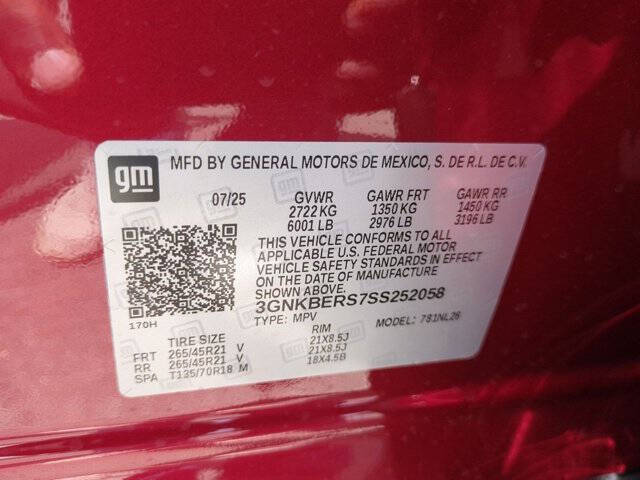 gm
MFD BY GENERAL MOTORS DE MEXICO, S. DE R.L. DE C.V.
07/25 GVWR GAWR FRT GAWR RR
2722 KG 1350 KG 1450 KG
6001 LB 2976 LB 3196 LB
THIS VEHICLE CONFORMS TO ALL
APPLICABLE U.S. FEDERAL MOTOR
VEHICLE SAFETY STANDARDS IN EFFECT
ON THE DATE OF MANUFACTURE
SHOWN ABOVE.
3GNKBERS7SS252058
170H TYPE: MPV MODEL: 781NL26
TIRE SIZE RIM
FRT 265/45R21 V 21X8.5J
RR 265/45R21 V 21X8.5J
SPA T135/70R18 M 18X4.5B